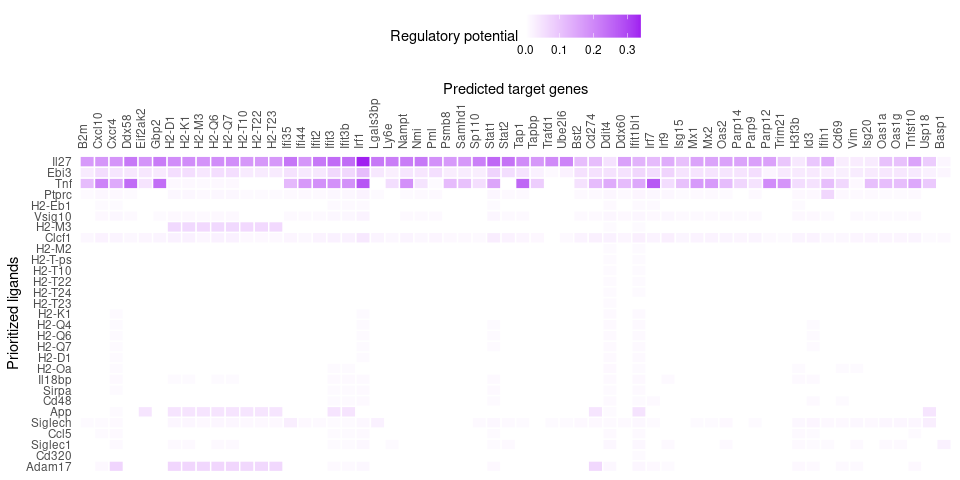 Regulatory potential
0.0 0.1 0.2 0.3
Predicted target genes
B2m Cxcl10 Cxcr4 Ddx58 Eif2ak2 Gbp2 H2-D1 H2-K1 H2-M3 H2-Q6 H2-Q7 H2-T10 H2-T22 H2-T23 Ifi35 Ifi44 Ifit2 Ifit3 Ifit3b Irf1 Lgals3bp Ly6e Nampt Nmi Pml Psmb8 Samhd1 Sp110 Stat1 Stat2 Tap1 Tapbp Trafd1 Ube2l6 Bst2 Cd274 Ddit4 Ddx60 Ifit1bl1 Irf7 Irf9 Isg15 Mx1 Mx2 Oas2 Parp14 Parp9 Parp12 Trim21 H3f3b Id3 Ifih1 Cd69 Vim Isg20 Oas1a Oas1g Tnfsf10 Usp18 Basp1
Prioritized ligands
Il27
Ebi3
Tnf
Ptprc
H2-Eb1
Vsig10
H2-M3
Clcf1
H2-M2
H2-T-ps
H2-T10
H2-T22
H2-T24
H2-T23
H2-K1
H2-Q4
H2-Q6
H2-Q7
H2-D1
H2-Oa
Il18bp
Sirpa
Cd48
App
Siglech
Ccl5
Siglec1
Cd320
Adam17